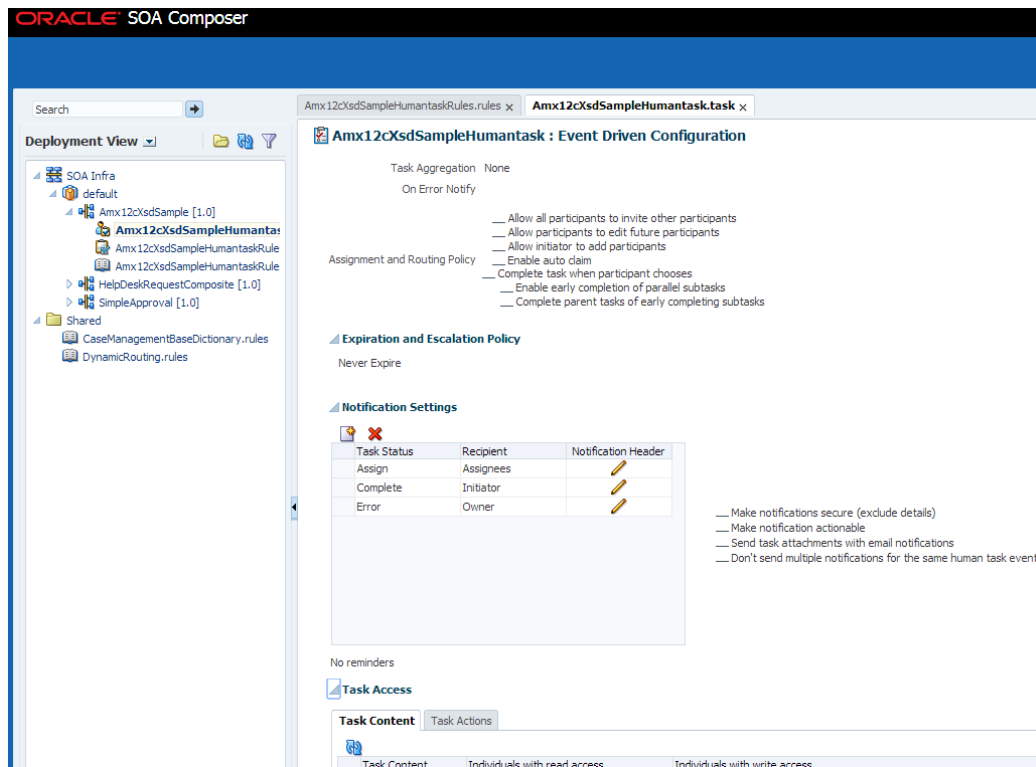 ORACLE SOA Composer
Search
Deployment View
SOA Infra
default
Amx12cXsdSample [1.0]
Amx12cXsdSampleHumantas
Amx12cXsdSampleHumantaskRule
Amx12cXsdSampleHumantaskRule
HelpDeskRequestComposite [1.0]
SimpleApproval [1.0]
Shared
CaseManagementBaseDictionary.rules
DynamicRouting.rules
Amx12cXsdSampleHumantaskRules.rules x Amx12cXsdSampleHumantask.task x
Amx12cXsdSampleHumantask : Event Driven Configuration
Task Aggregation None
On Error Notify
Assignment and Routing Policy
Allow all participants to invite other participants
Allow participants to edit future participants
Allow initiator to add participants
Enable auto claim
Complete task when participant chooses
Enable early completion of parallel subtasks
Complete parent tasks of early completing subtasks
Expiration and Escalation Policy
Never Expire
Notification Settings
Task Status Recipient Notification Header
Assign Assignees
Complete Initiator
Error Owner
Make notifications secure (exclude details)
Make notification actionable
Send task attachments with email notifications
Don't send multiple notifications for the same human task event
No reminders
Task Access
Task Content Task Actions
Task Content Individuals with read access Individuals with write access